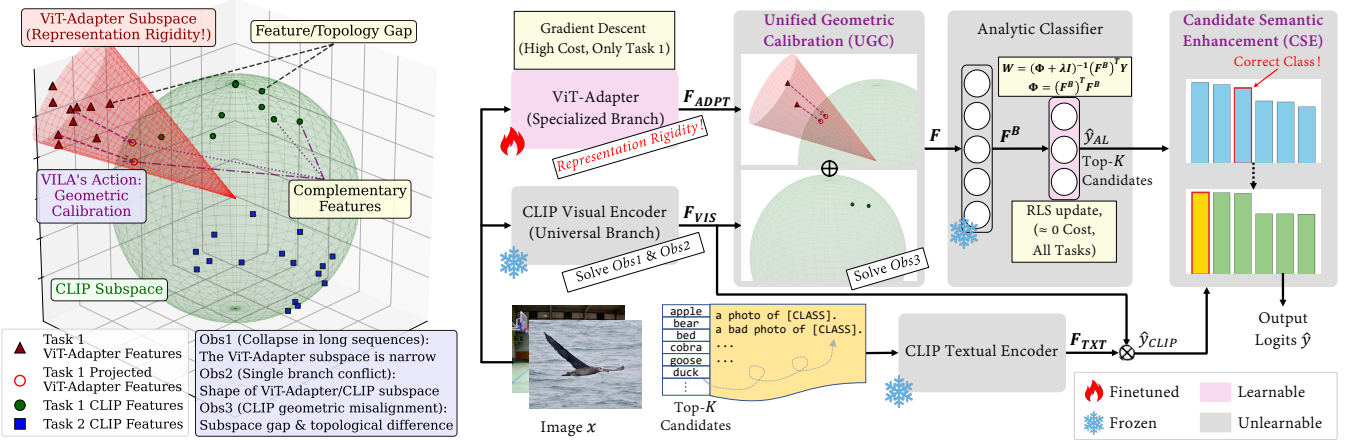 ViT-Adapter Subspace
(Representation Rigidity!)
Feature/Topology Gap
VILA's Action:
Geometric
Calibration
Complementary
Features
CLIP Subspace
Task 1
ViT-Adapter Features
Task 1 Projected
ViT-Adapter Features
Task 1 CLIP Features
Task 2 CLIP Features
Obs1 (Collapse in long sequences):
The ViT-Adapter subspace is narrow
Obs2 (Single branch conflict):
Shape of ViT-Adapter/CLIP subspace
Obs3 (CLIP geometric misalignment):
Subspace gap & topological difference
Gradient Descent
(High Cost, Only Task 1)
ViT-Adapter
(Specialized Branch)
Representation Rigidity!
F_ADPT
CLIP Visual Encoder
(Universal Branch)
F_VIS
Solve Obs1 & Obs2
Unified Geometric
Calibration (UGC)
⊕
Solve Obs3
F
Analytic Classifier
W = (Φ + λI)⁻¹(F^B)^T Y
Φ = (F^B)^T F^B
F^B
ŷ_AL
Top-K
Candidates
RLS update,
(≈ 0 Cost,
All Tasks)
Candidate Semantic
Enhancement (CSE)
Correct Class!
Output
Logits ŷ
Image x
apple
bear
bed
cobra
goose
duck
⋮
Top-K
Candidates
a photo of [CLASS].
a bad photo of [CLASS].
...
...
CLIP Textual Encoder
F_TXT
⊗
ŷ_CLIP
Finetuned
Learnable
Frozen
Unlearnable